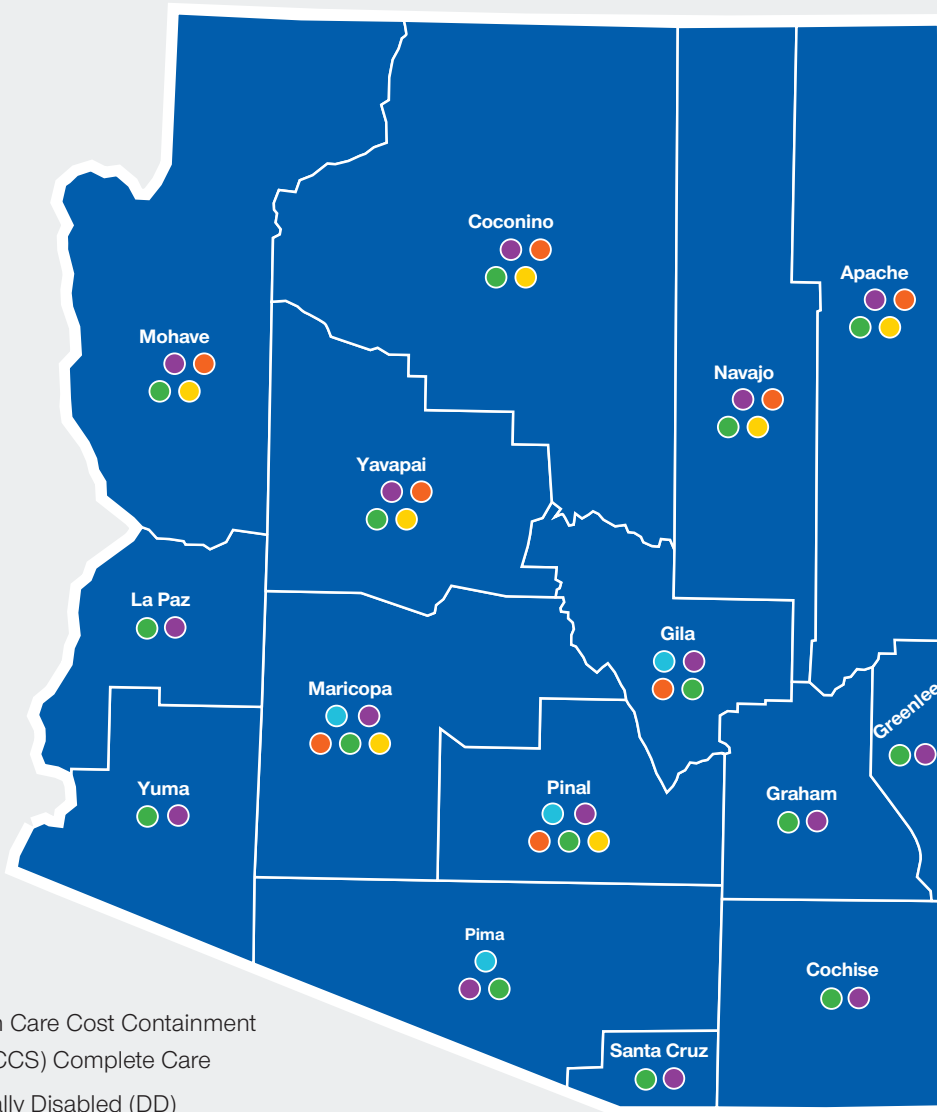 Coconino
Apache
Mohave
Navajo
Yavapai
La Paz
Gila
Maricopa
Greenlee
Yuma
Pinal
Graham
Pima
Cochise
Care Cost Containment
CCS) Complete Care
Santa Cruz
Disabled (DD)